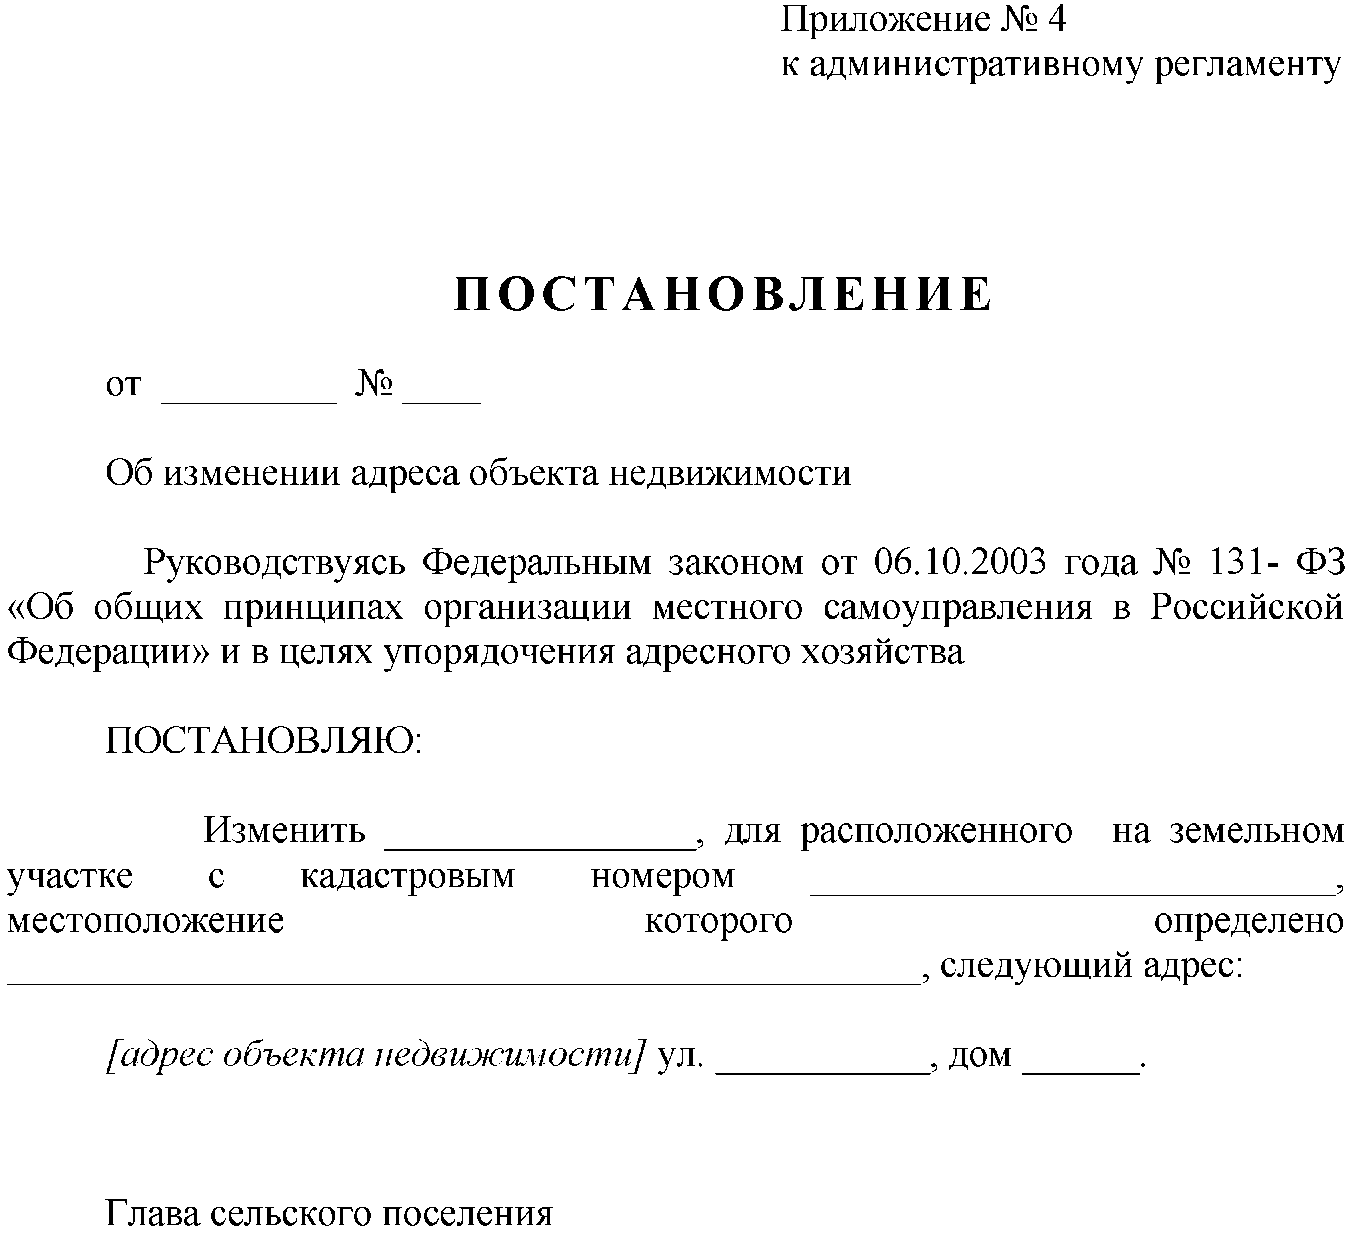 Приложение № 4
к административному регламенту
ПОСТАНОВЛЕНИЕ
от _________ № ____
Об изменении адреса объекта недвижимости
Руководствуясь Федеральным законом от 06.10.2003 года № 131- ФЗ
«Об общих принципах организации местного самоуправления в Российской
Федерации» и в целях упорядочения адресного хозяйства
ПОСТАНОВЛЯЮ:
Изменить ________________, для расположенного на земельном
участке с кадастровым номером ___________________________,
местоположение которого определено
_______________________________________________, следующий адрес:
[адрес объекта недвижимости] ул. ___________, дом ______.
Глава сельского поселения